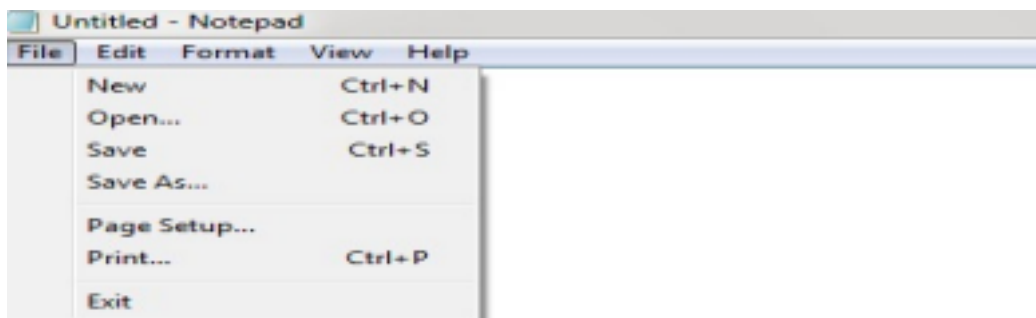 Untitled - Notepad
File Edit Format View Help
New Ctrl+N
Open... Ctrl+O
Save Ctrl+S
Save As...
Page Setup...
Print... Ctrl+P
Exit